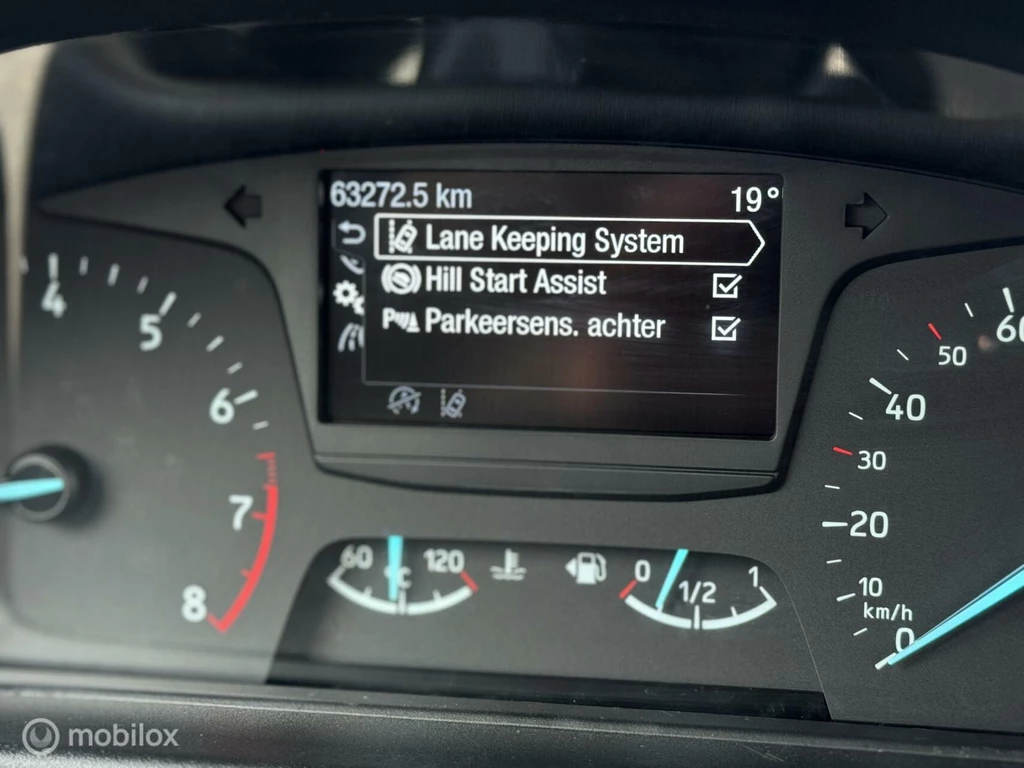 63272.5 km
19°
Lane Keeping System
Hill Start Assist
Parkeersens. achter
4
5
6
7
8
60
120
°C
0
1/2
1
60
50
40
30
20
10
km/h
0
mobilox